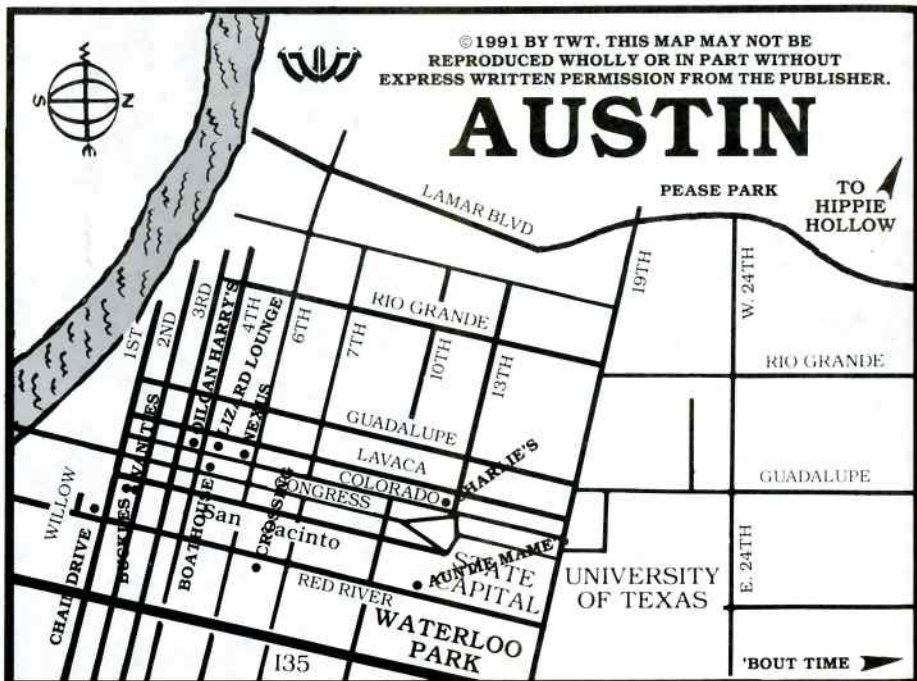 ©1991 BY TWT. THIS MAP MAY NOT BE
REPRODUCED WHOLLY OR IN PART WITHOUT
EXPRESS WRITTEN PERMISSION FROM THE PUBLISHER.
AUSTIN
W
S
N
E
PEASE PARK
TO
HIPPIE
HOLLOW
LAMAR BLVD
19TH
W. 24TH
1ST
2ND
3RD
4TH
6TH
7TH
10TH
13TH
RIO GRANDE
RIO GRANDE
DILGAN HARRY'S
LIZARD LOUNGE
NEXUS
VANITIES
GUADALUPE
GUADALUPE
LAVACA
COLORADO
CHARLIE'S
CONGRESS
San Jacinto
WILLOW
CHAIN DRIVE
BUCKLES
BOATHOUSE
CROSSING
RED RIVER
AUNTIE MAME'S
STATE
CAPITAL
UNIVERSITY
OF TEXAS
E. 24TH
WATERLOO
PARK
I35
'BOUT TIME